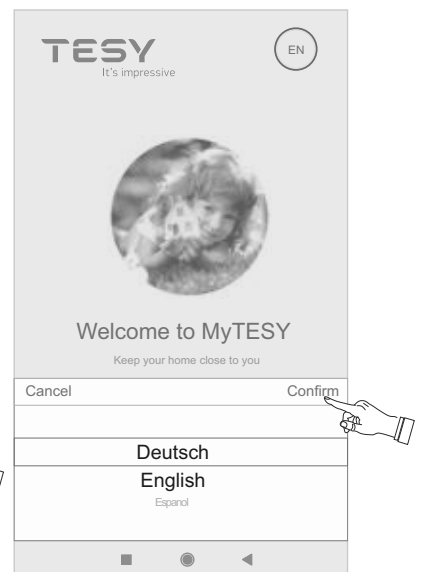 TESY
It's impressive
EN
Welcome to MyTESY
Keep your home close to you
Cancel
Confirm
Deutsch
English
Espanol